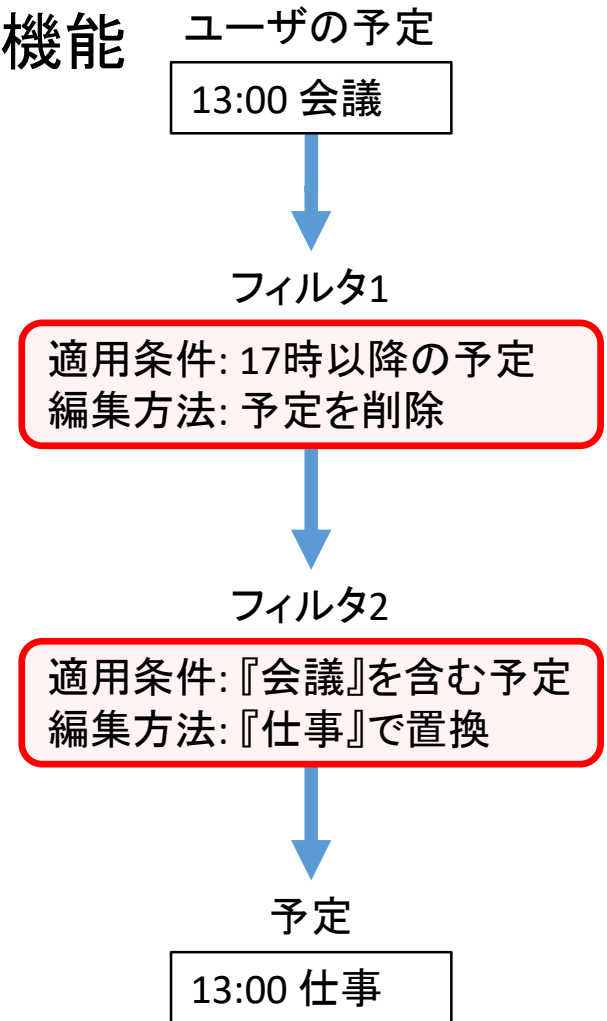 機能
ユーザの予定
13:00 会議
フィルタ1
適用条件: 17時以降の予定
編集方法: 予定を削除
フィルタ2
適用条件: 『会議』を含む予定
編集方法: 『仕事』で置換
予定
13:00 仕事